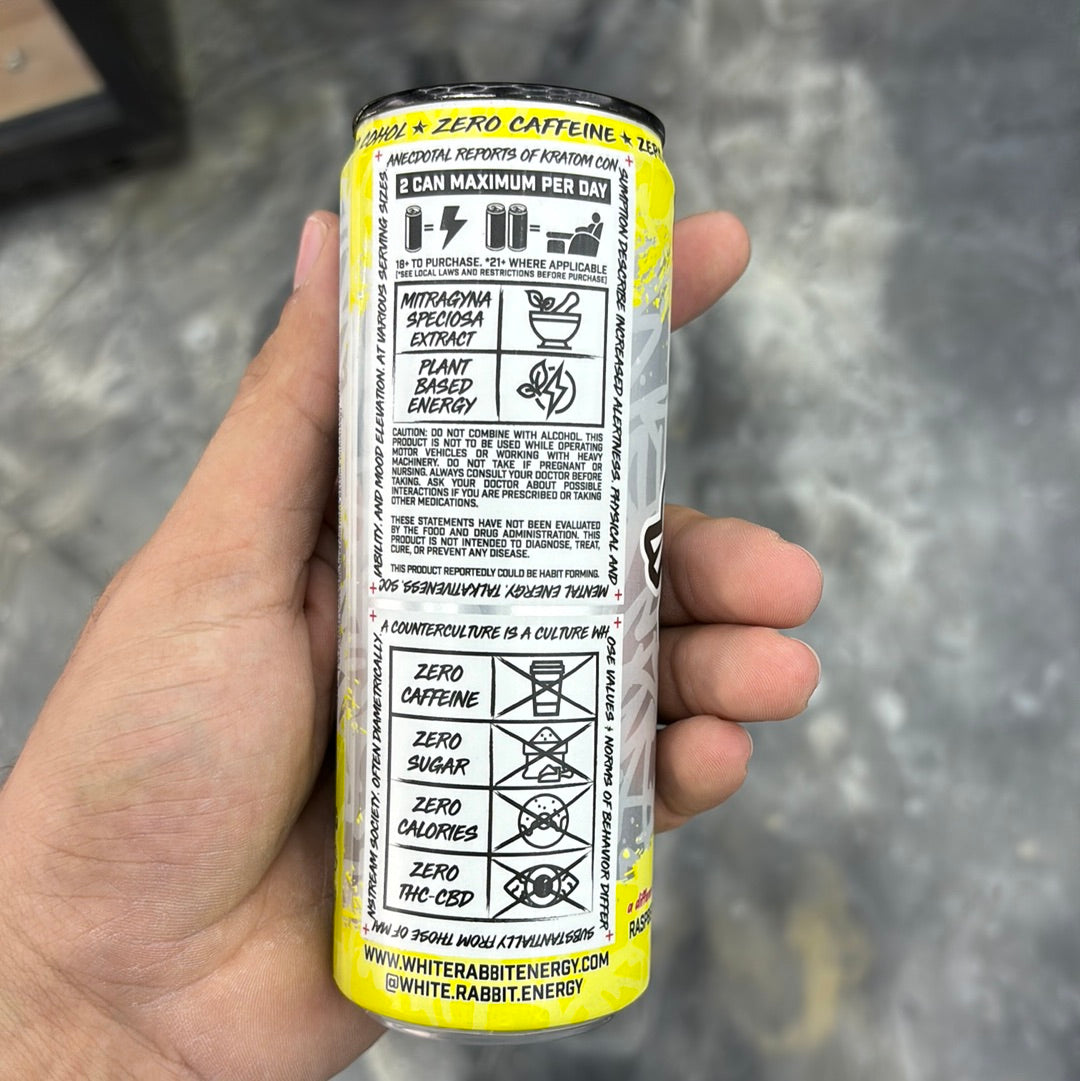 COHOL ★ ZERO CAFFEINE ★ ZER
ANECDOTAL REPORTS OF KRATOM CON
SUMPTION DESCRIBE INCREASED ALERTNESS, PHYSICAL AND
MENTAL ENERGY, TALKATIVENESS, SOC
IABILITY, AND MOOD ELEVATION, AT VARIOUS SERVING SIZES.
2 CAN MAXIMUM PER DAY
= =
18+ TO PURCHASE. *21+ WHERE APPLICABLE
[*SEE LOCAL LAWS AND RESTRICTIONS BEFORE PURCHASE]
MITRAGYNA
SPECIOSA
EXTRACT
PLANT
BASED
ENERGY
CAUTION: DO NOT COMBINE WITH ALCOHOL. THIS
PRODUCT IS NOT TO BE USED WHILE OPERATING
MOTOR VEHICLES OR WORKING WITH HEAVY
MACHINERY. DO NOT TAKE IF PREGNANT OR
NURSING. ALWAYS CONSULT YOUR DOCTOR BEFORE
TAKING. ASK YOUR DOCTOR ABOUT POSSIBLE
INTERACTIONS IF YOU ARE PRESCRIBED OR TAKING
OTHER MEDICATIONS.
THESE STATEMENTS HAVE NOT BEEN EVALUATED
BY THE FOOD AND DRUG ADMINISTRATION. THIS
PRODUCT IS NOT INTENDED TO DIAGNOSE, TREAT,
CURE, OR PREVENT ANY DISEASE.
THIS PRODUCT REPORTEDLY COULD BE HABIT FORMING.
A COUNTERCULTURE IS A CULTURE WH
OSE VALUES + NORMS OF BEHAVIOR DIFFER
SUBSTANTIALLY FROM THOSE OF MAI
NSTREAM SOCIETY, OFTEN DIAMETRICALLY
ZERO
CAFFEINE
ZERO
SUGAR
ZERO
CALORIES
ZERO
THC-CBD
WWW.WHITERABBITENERGY.COM
@WHITE.RABBIT.ENERGY
a
RASP